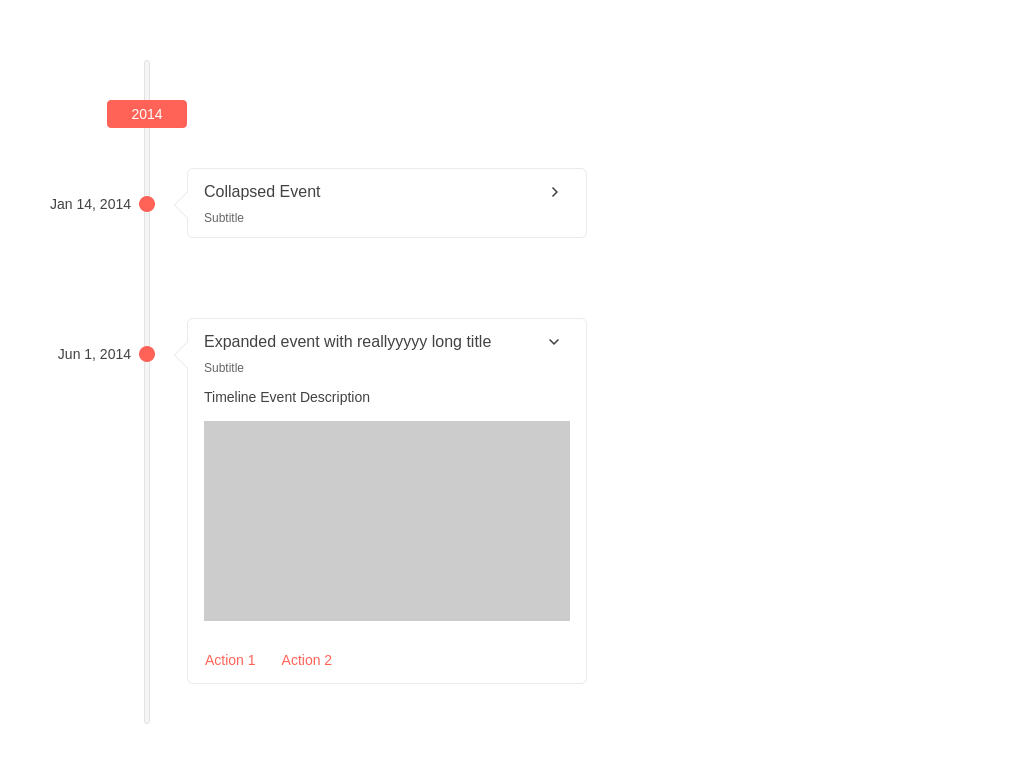 2014
Jan 14, 2014
Collapsed Event
Subtitle
Jun 1, 2014
Expanded event with reallyyyyy long title
Subtitle
Timeline Event Description
Action 1 Action 2